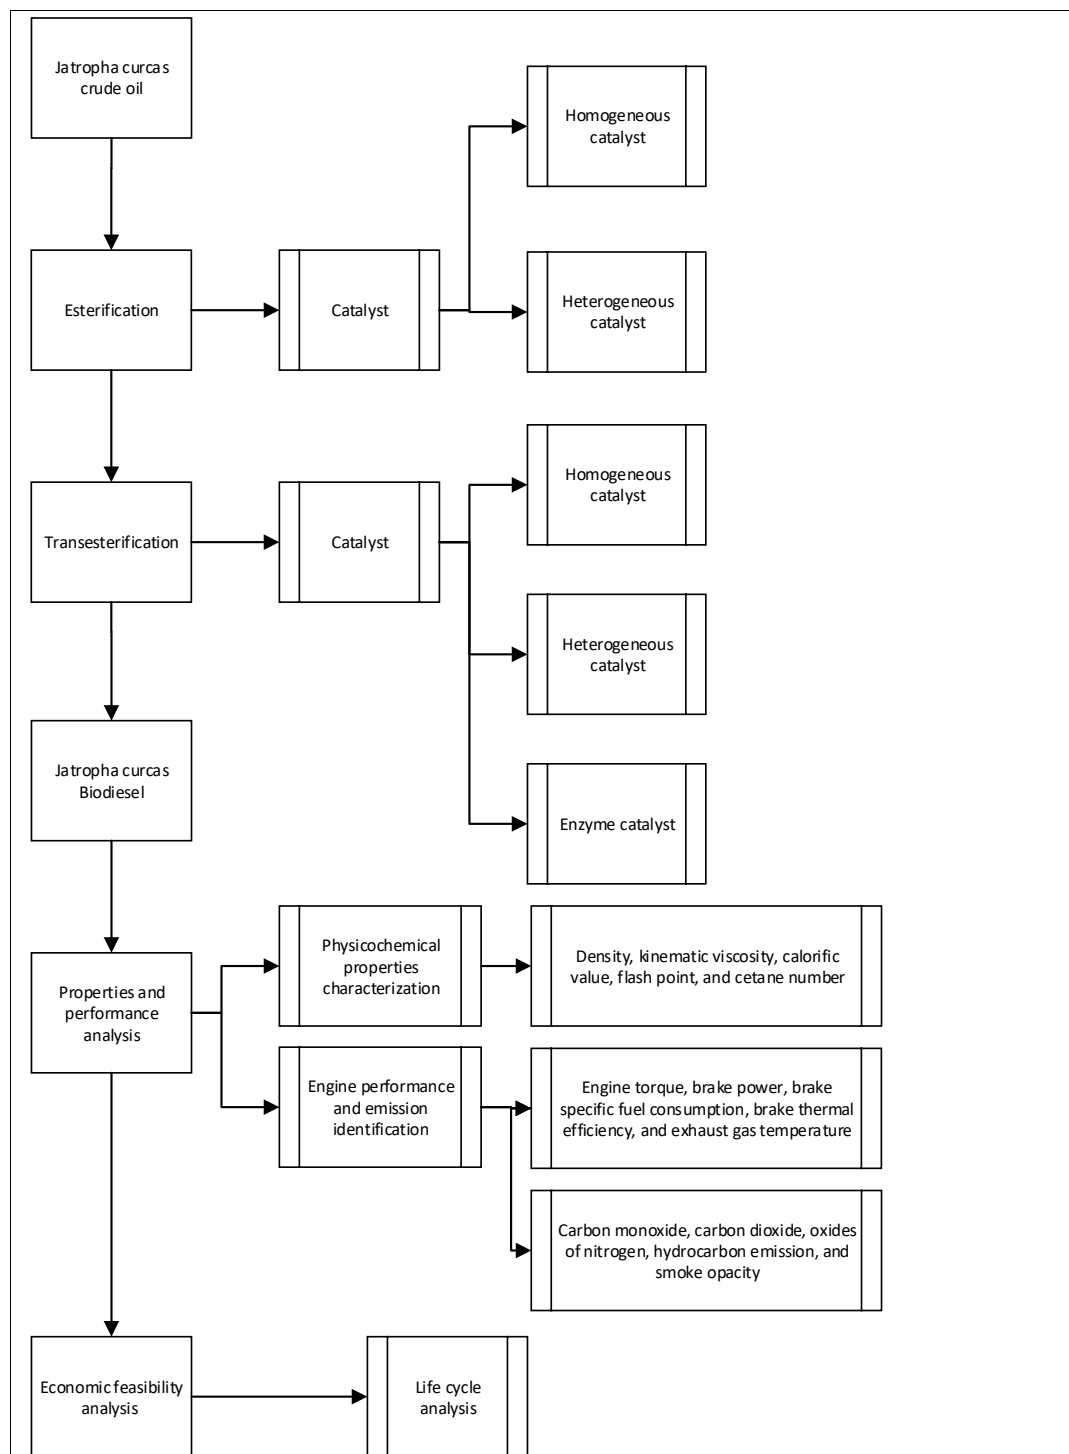 Jatropha curcas
crude oil
Homogeneous
catalyst
Esterification
Catalyst
Heterogeneous
catalyst
Homogeneous
catalyst
Transesterification
Catalyst
Heterogeneous
catalyst
Jatropha curcas
Biodiesel
Enzyme catalyst
Properties and
performance
analysis
Physicochemical
properties
characterization
Density, kinematic viscosity, calorific
value, flash point, and cetane number
Engine performance
and emission
identification
Engine torque, brake power, brake
specific fuel consumption, brake thermal
efficiency, and exhaust gas temperature
Carbon monoxide, carbon dioxide, oxides
of nitrogen, hydrocarbon emission, and
smoke opacity
Economic feasibility
analysis
Life cycle
analysis